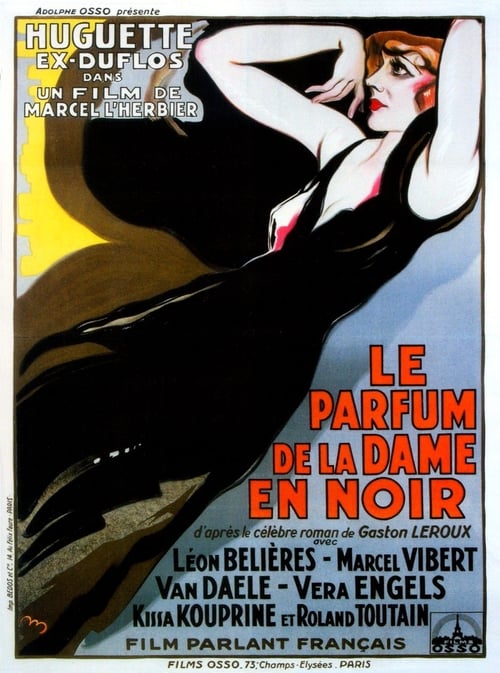 ADOLPHE OSSO présente
HUGUETTE
EX-DUFLOS
DANS
UN FILM DE
MARCEL L'HERBIER
LE
PARFUM
DE LA DAME
EN NOIR
d'après le célèbre roman de Gaston LEROUX
avec
LÉON BELIÈRES - MARCEL VIBERT
VAN DAELE - VERA ENGELS
KISSA KOUPRINE ET ROLAND TOUTAIN
FILM PARLANT FRANÇAIS
OSSO
FILMS OSSO. 73, Champs-Elysées. PARIS